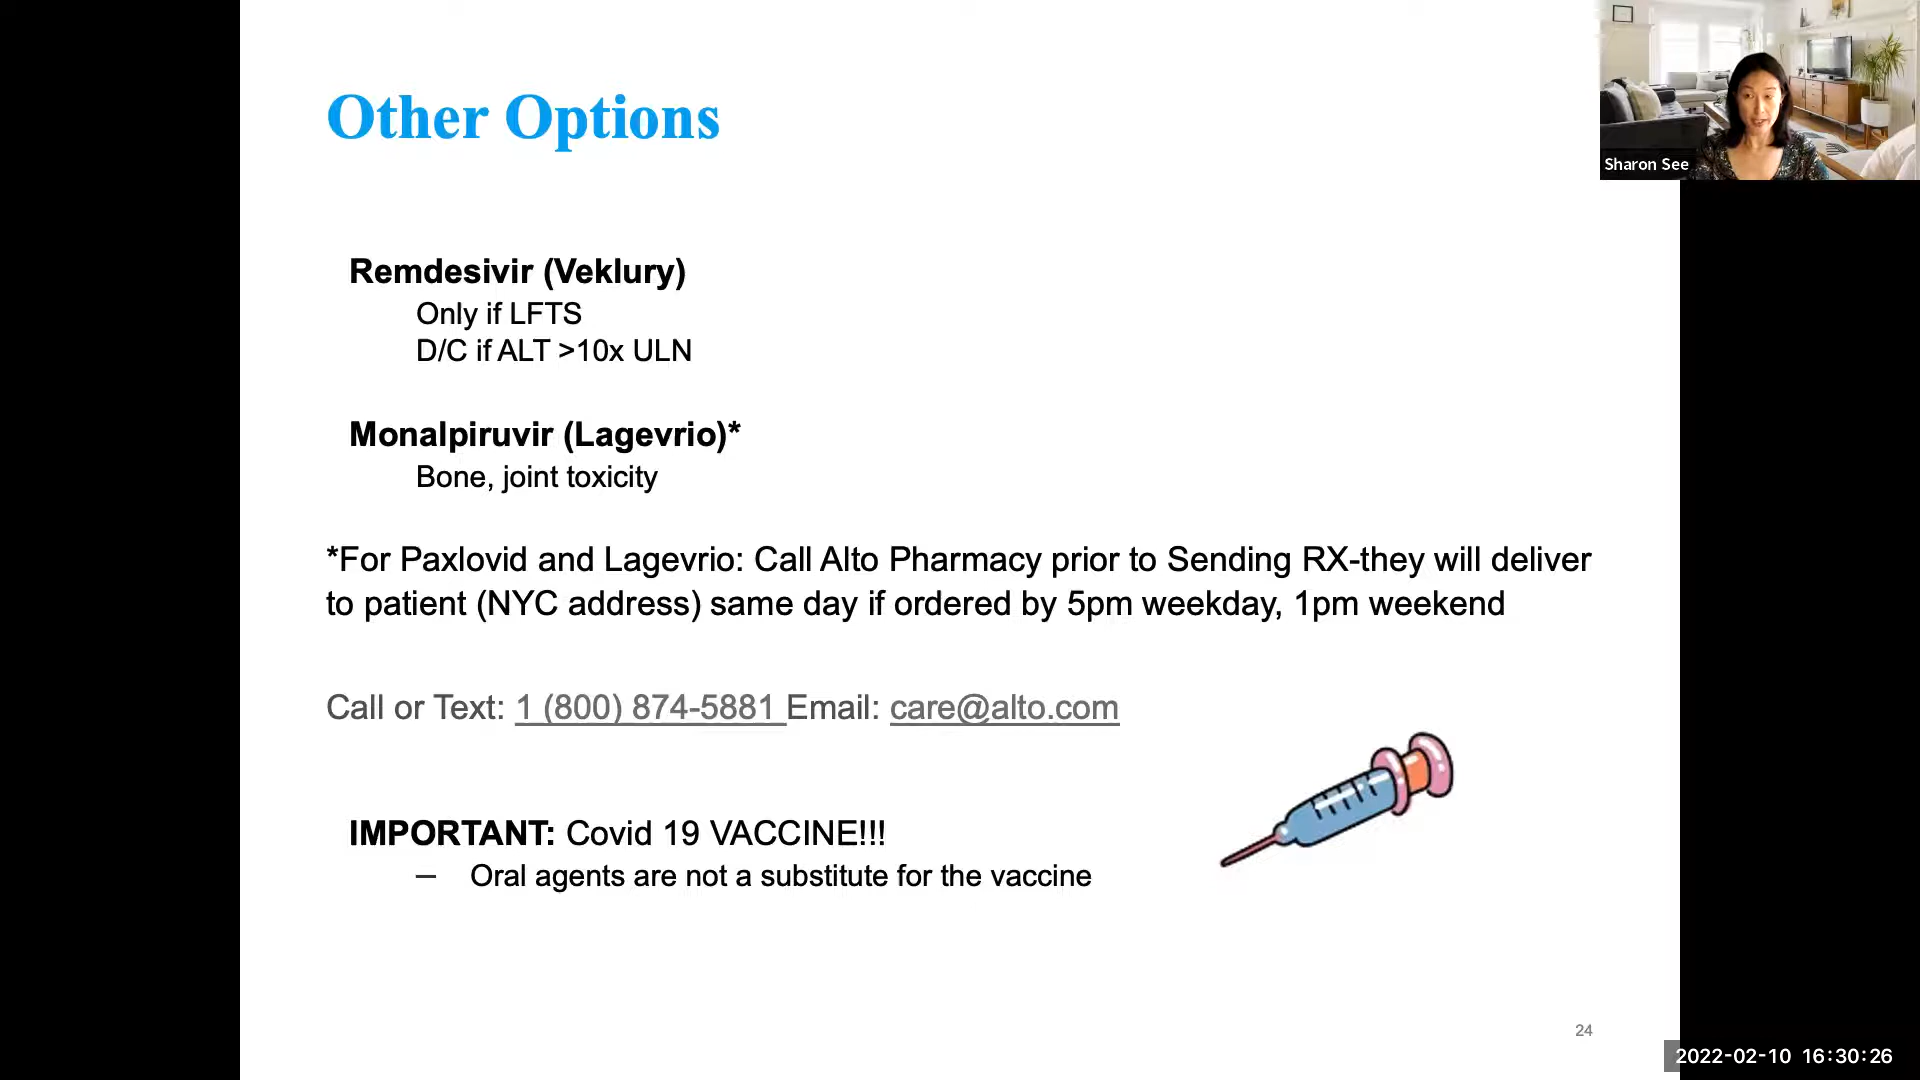 Other Options
Sharon See
Remdesivir (Veklury)
Only if LFTS
D/C if ALT >10x ULN
Monalpiruvir (Lagevrio)*
Bone, joint toxicity
*For Paxlovid and Lagevrio: Call Alto Pharmacy prior to Sending RX-they will deliver
to patient (NYC address) same day if ordered by 5pm weekday, 1pm weekend
Call or Text: 1 (800) 874-5881 Email: care@alto.com
IMPORTANT: Covid 19 VACCINE!!!
– Oral agents are not a substitute for the vaccine
24
2022-02-10 16:30:26